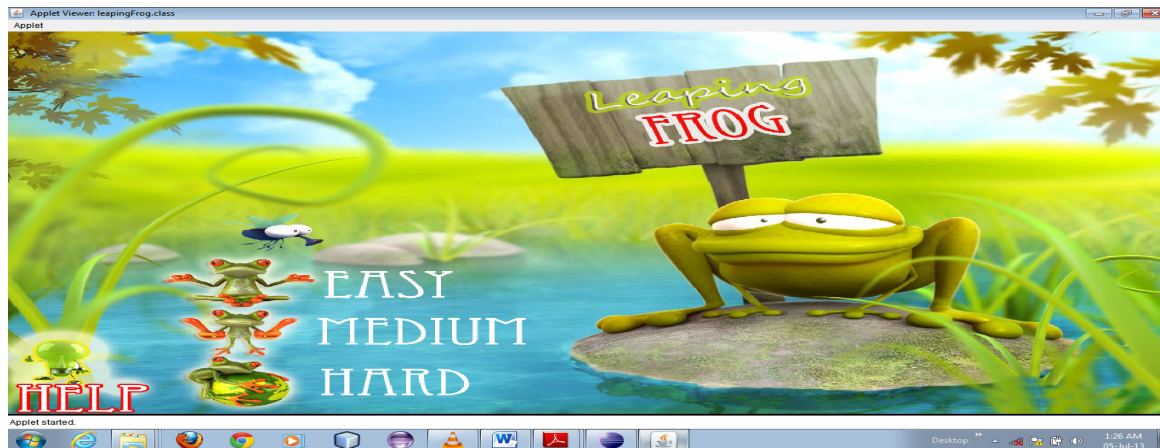 Applet Viewer: leapingFrog.class
Applet
Leaping
FROG
EASY
MEDIUM
HARD
HELP
Applet started.
Desktop
1:26 AM
05-Jul-13